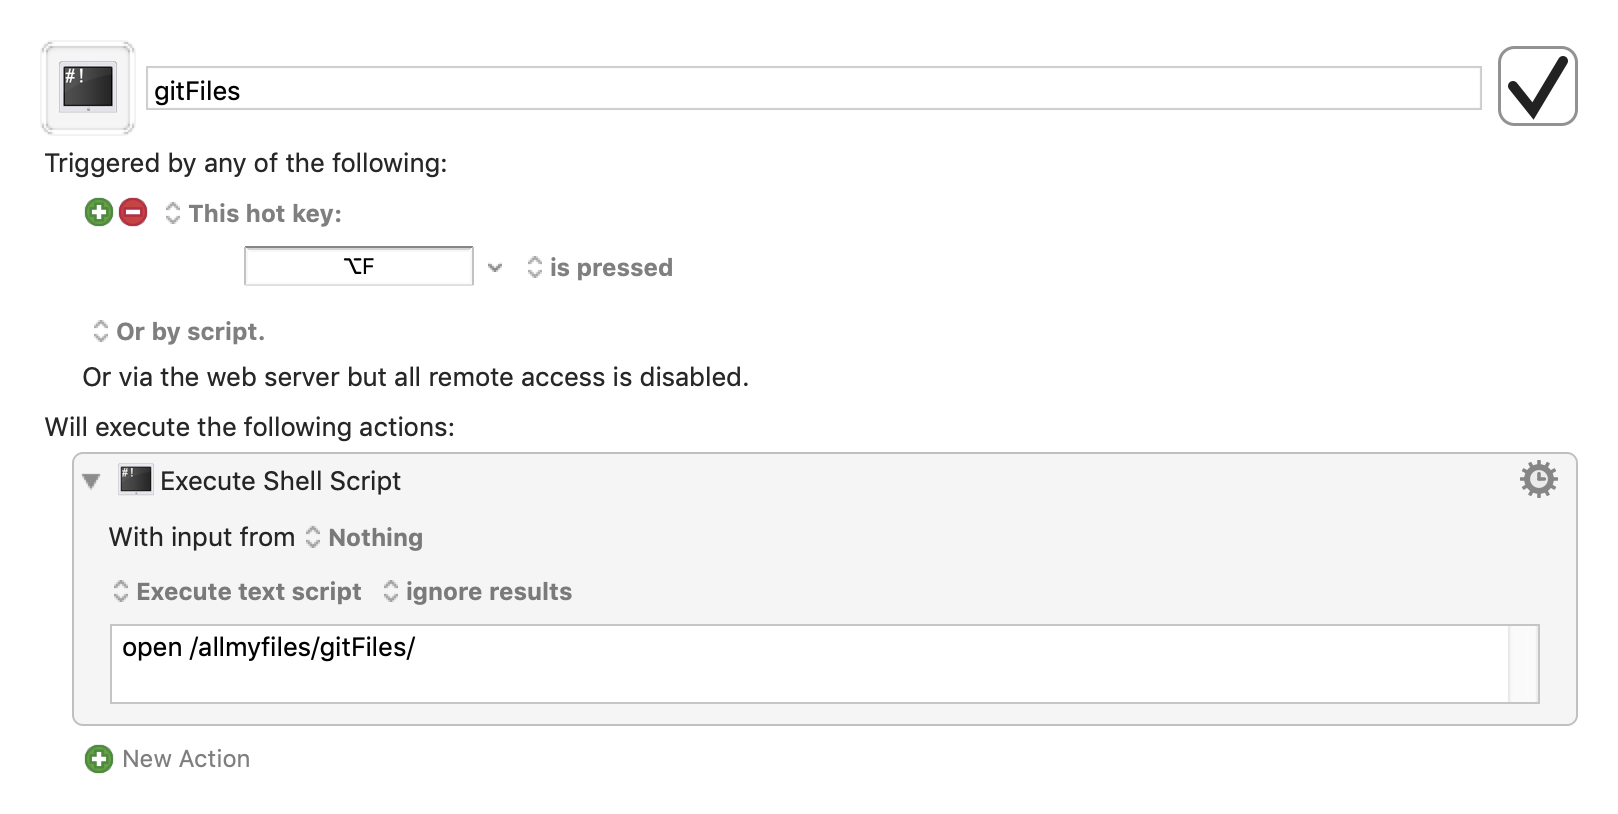 #!
gitFiles
Triggered by any of the following:
This hot key:
⌥F
is pressed
Or by script.
Or via the web server but all remote access is disabled.
Will execute the following actions:
#! Execute Shell Script
With input from Nothing
Execute text script ignore results
open /allmyfiles/gitFiles/
New Action